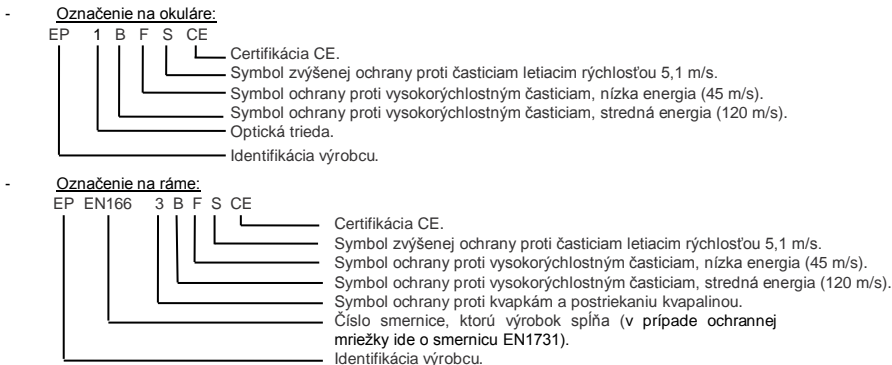 - Označenie na okuláre:
EP 1 B F S CE
Certifikácia CE.
Symbol zvýšenej ochrany proti časticiam letiacim rýchlosťou 5,1 m/s.
Symbol ochrany proti vysokorýchlostným časticiam, nízka energia (45 m/s).
Symbol ochrany proti vysokorýchlostným časticiam, stredná energia (120 m/s).
Optická trieda.
Identifikácia výrobcu.
- Označenie na ráme:
EP EN166 3 B F S CE
Certifikácia CE.
Symbol zvýšenej ochrany proti časticiam letiacim rýchlosťou 5,1 m/s.
Symbol ochrany proti vysokorýchlostným časticiam, nízka energia (45 m/s).
Symbol ochrany proti vysokorýchlostným časticiam, stredná energia (120 m/s).
Symbol ochrany proti kvapkám a postriekaniu kvapalinou.
Číslo smernice, ktorú výrobok spĺňa (v prípade ochrannej
mriežky ide o smernicu EN1731).
Identifikácia výrobcu.